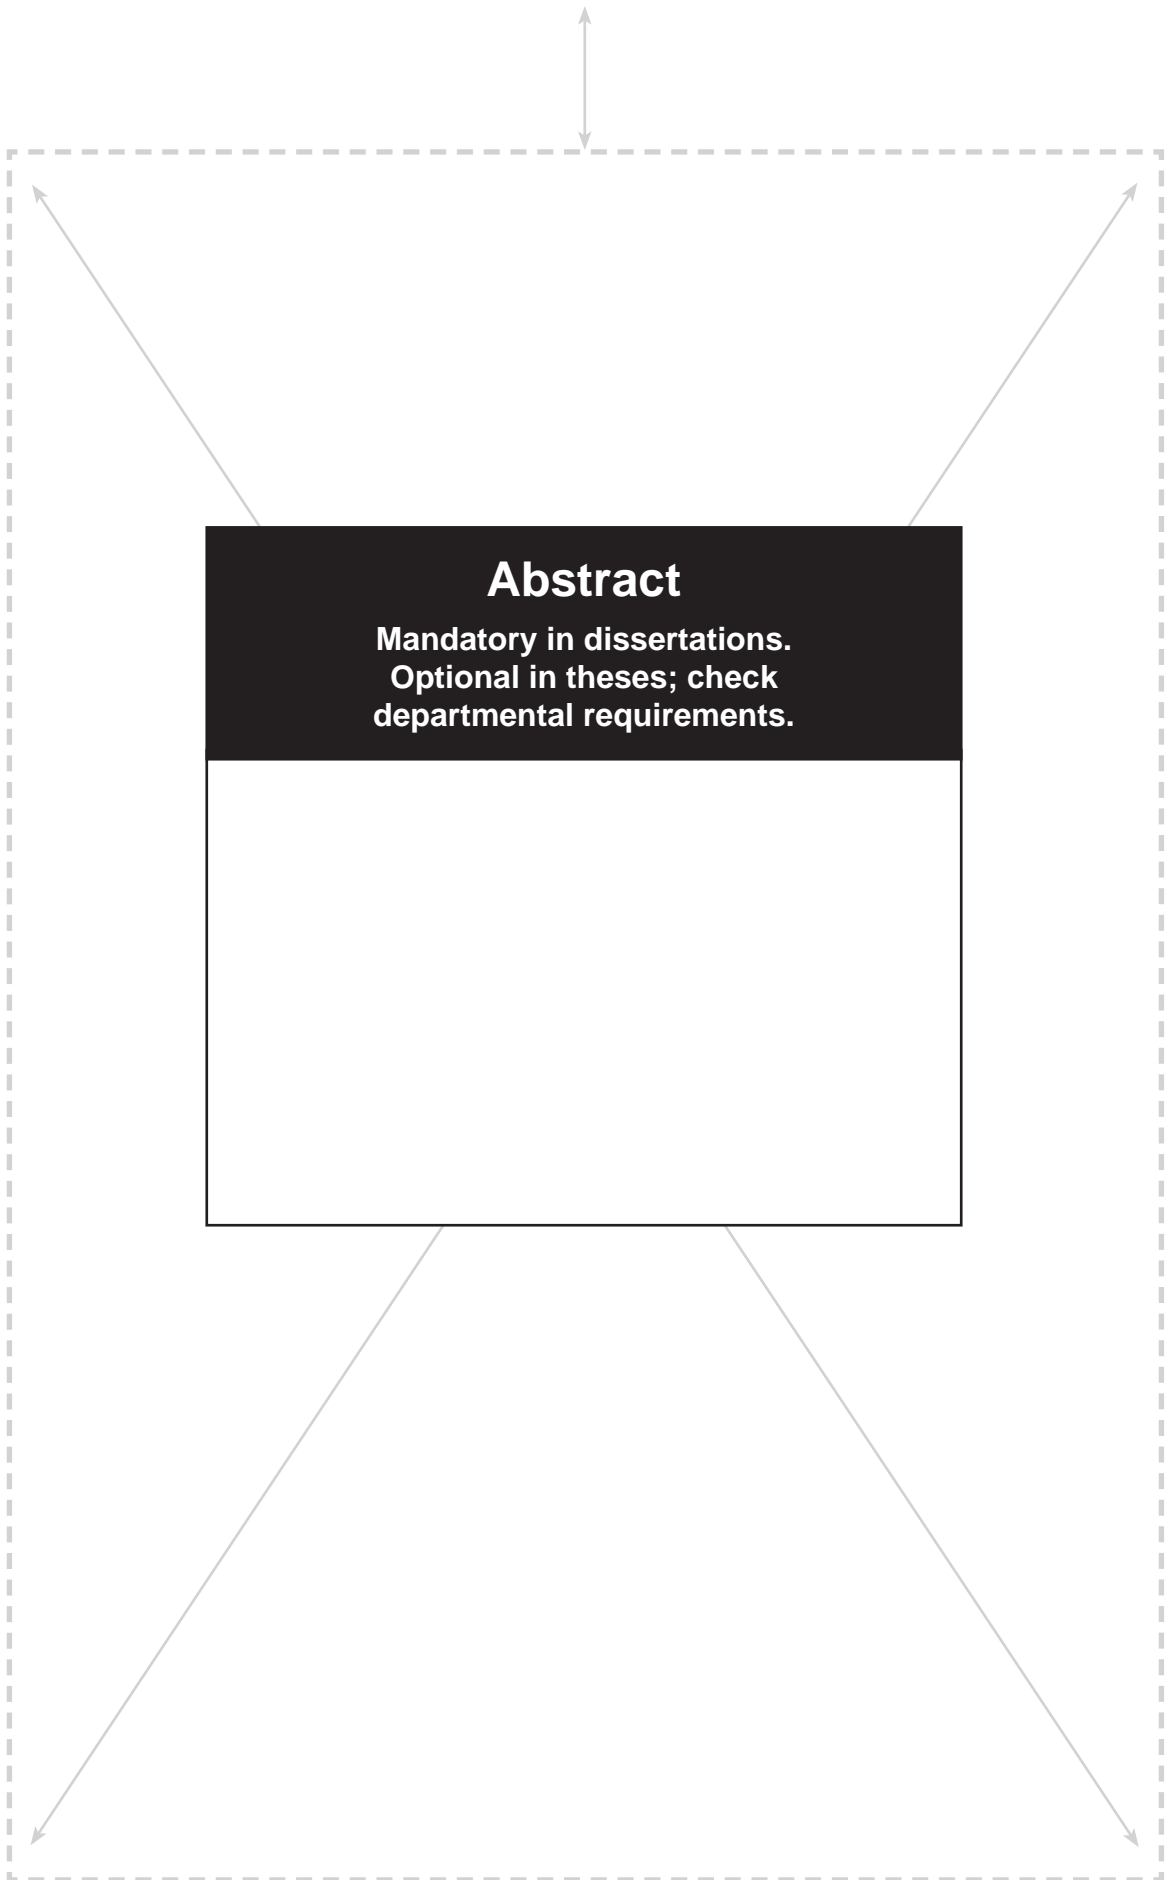 Abstract
Mandatory in dissertations.
Optional in theses; check
departmental requirements.